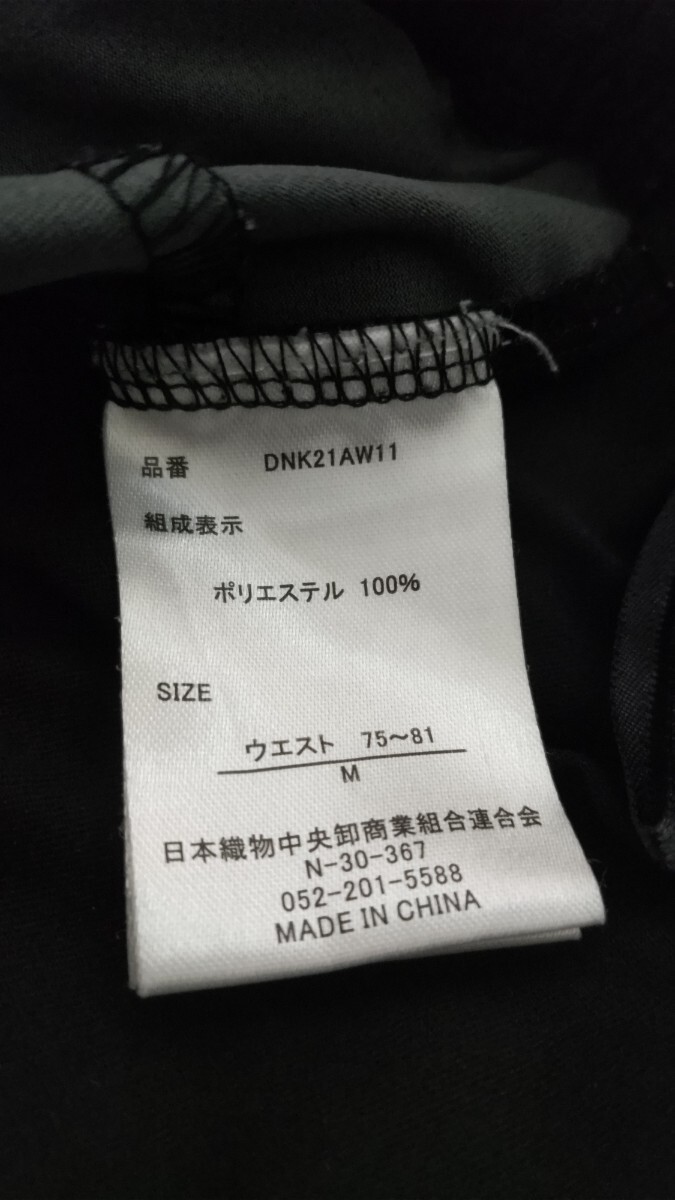 品番 DNK21AW11
組成表示
ポリエステル 100%
SIZE
ウエスト 75～81
M
日本織物中央卸商業組合連合会
N-30-367
052-201-5588
MADE IN CHINA